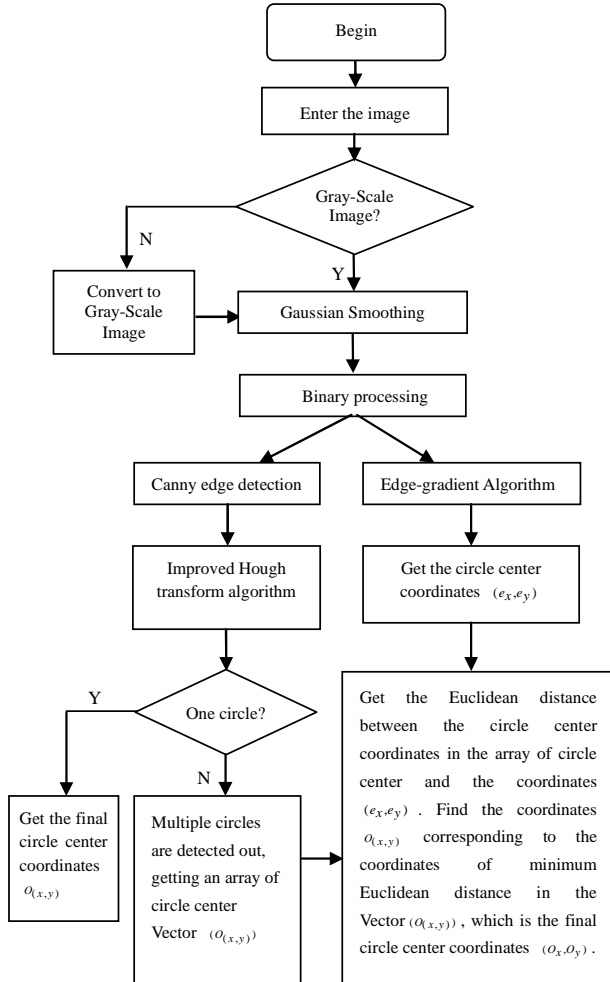 Begin
Enter the image
Gray-Scale
Image?
N
Y
Convert to
Gray-Scale
Image
Gaussian Smoothing
Binary processing
Canny edge detection
Edge-gradient Algorithm
Improved Hough
transform algorithm
Get the circle center
coordinates (e_x,e_y)
Y
One circle?
N
Get the final
circle center
coordinates
o_(x,y)
Multiple circles
are detected out,
getting an array of
circle center
Vector (o_(x,y))
Get the Euclidean distance
between the circle center
coordinates in the array of circle
center and the coordinates
(e_x,e_y) . Find the coordinates
o_(x,y) corresponding to the
coordinates of minimum
Euclidean distance in the
Vector(o_(x,y)), which is the final
circle center coordinates (o_x,o_y).